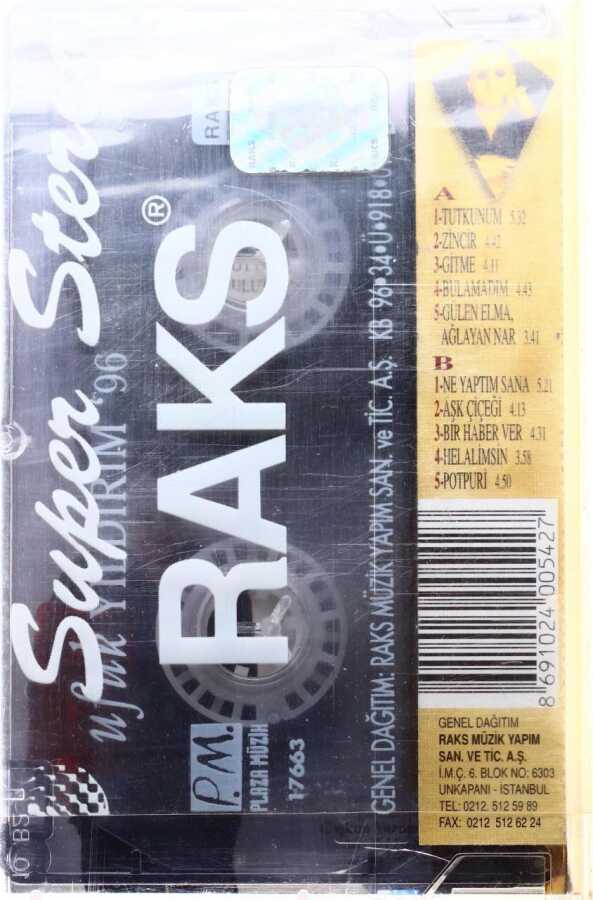 Super Stereo
ufuk YILDIRIM '96
RAKS®
P.M.
PLAZA MÜZİK
1-7663
GENEL DAĞITIM: RAKS MÜZİK YAPIM SAN. ve TİC. A.Ş. KB 96•34•Ü•918•
RAKS
A
1-TUTKUNUM 5.32
2-ZİNCİR 4.42
3-GİTME 4.11
4-BULAMADIM 4.43
5-GÜLEN ELMA,
AĞLAYAN NAR 3.41
B
1-NE YAPTIM SANA 5.21
2-AŞK ÇİÇEĞİ 4.13
3-BİR HABER VER 4.31
4-HELALİMSİN 3.58
5-POTPURİ 4.50
8 691024 005427
GENEL DAĞITIM
RAKS MÜZİK YAPIM
SAN. VE TİC. A.Ş.
İ.M.Ç. 6. BLOK NO: 6303
UNKAPANI - İSTANBUL
TEL: 0212. 512 59 89
FAX: 0212 512 62 24